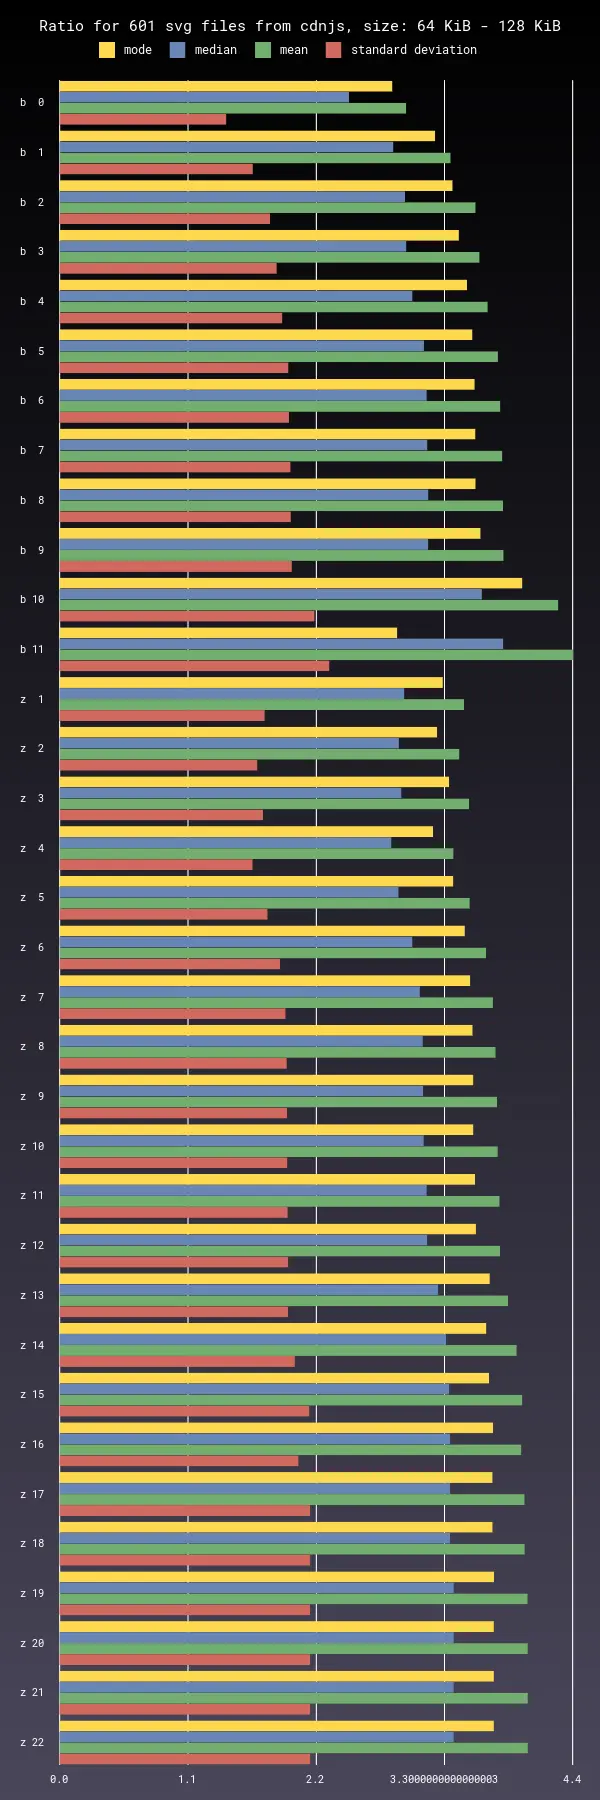 Ratio for 601 svg files from cdnjs, size: 64 KiB - 128 KiB
mode median mean standard deviation
b 0
b 1
b 2
b 3
b 4
b 5
b 6
b 7
b 8
b 9
b 10
b 11
z 1
z 2
z 3
z 4
z 5
z 6
z 7
z 8
z 9
z 10
z 11
z 12
z 13
z 14
z 15
z 16
z 17
z 18
z 19
z 20
z 21
z 22
0.0 1.1 2.2 3.3000000000000003 4.4